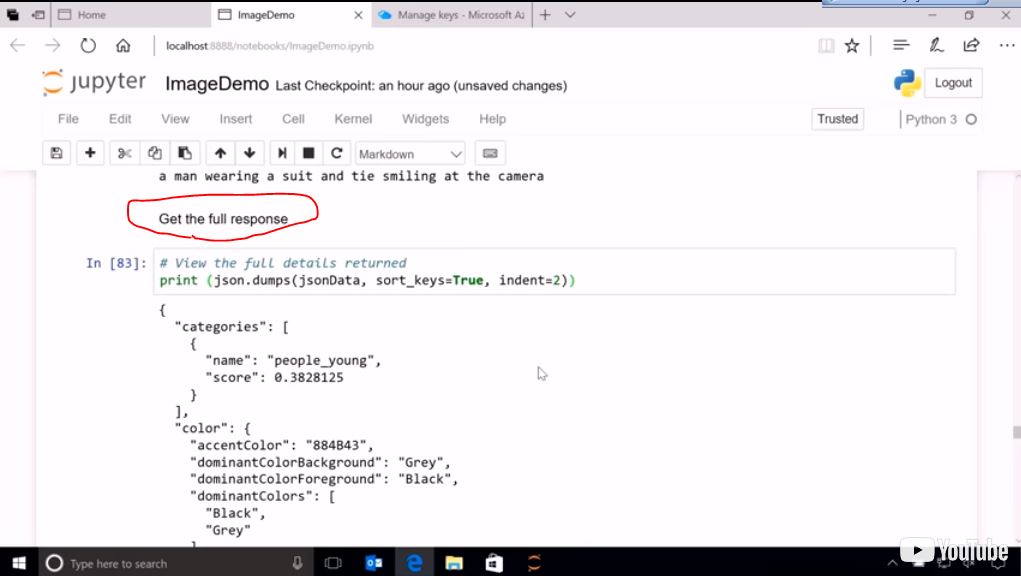 Home
ImageDemo
Manage keys - Microsoft Az
localhost:8888/notebooks/ImageDemo.ipynb
jupyter ImageDemo Last Checkpoint: an hour ago (unsaved changes)
Logout
File Edit View Insert Cell Kernel Widgets Help
Trusted
Python 3
Markdown
a man wearing a suit and tie smiling at the camera
Get the full response
In [83]: # View the full details returned
print (json.dumps(jsonData, sort_keys=True, indent=2))
{
"categories": [
{
"name": "people_young",
"score": 0.3828125
}
],
"color": {
"accentColor": "884B43",
"dominantColorBackground": "Grey",
"dominantColorForeground": "Black",
"dominantColors": [
"Black",
"Grey"
Type here to search
YouTube